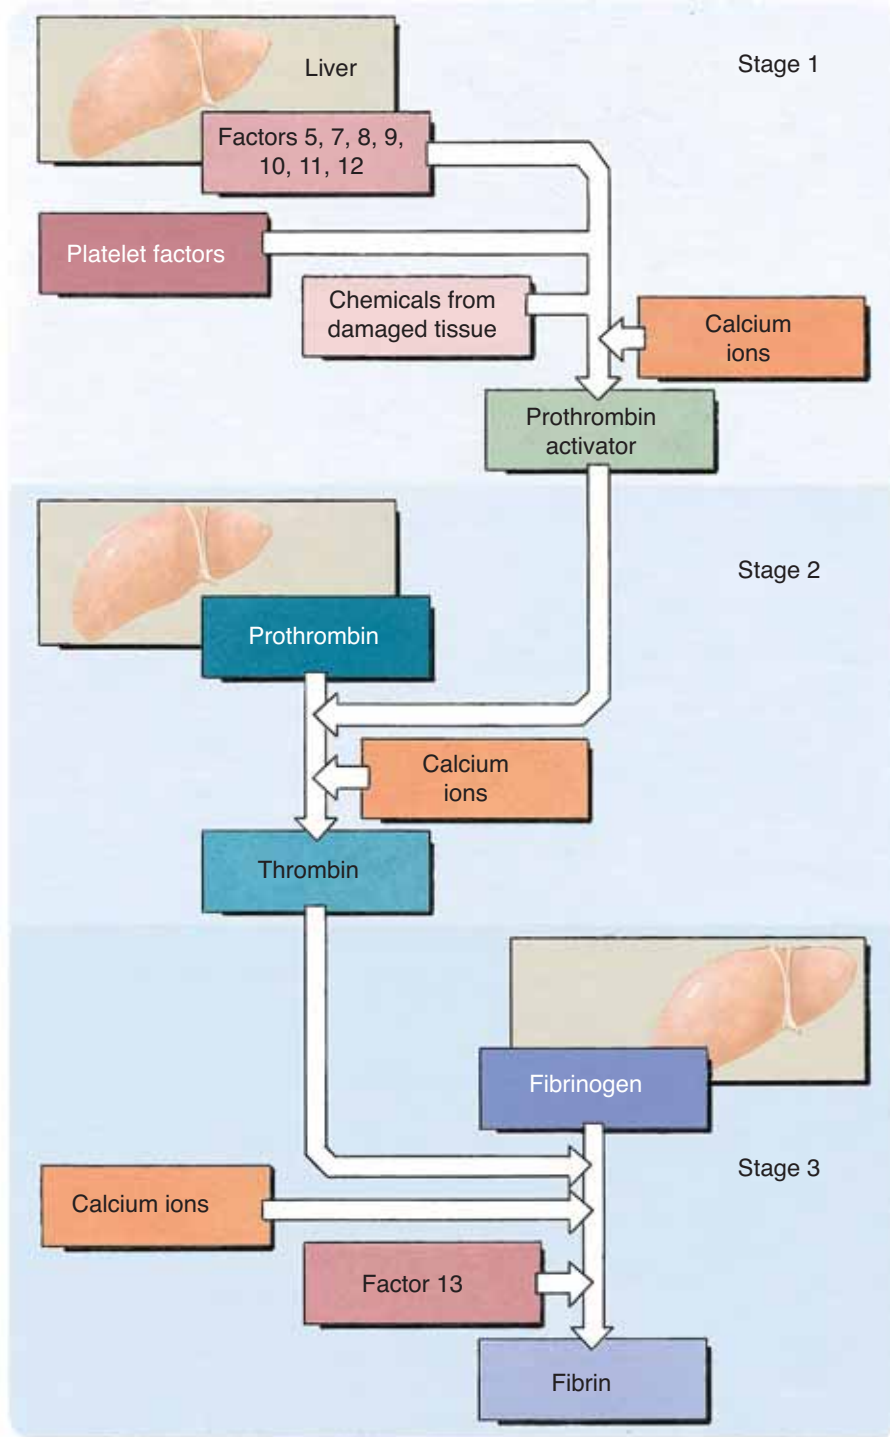 Liver
Stage 1
Factors 5, 7, 8, 9,
10, 11, 12
Platelet factors
Chemicals from
damaged tissue
Calcium
ions
Prothrombin
activator
Stage 2
Prothrombin
Calcium
ions
Thrombin
Fibrinogen
Stage 3
Calcium ions
Factor 13
Fibrin